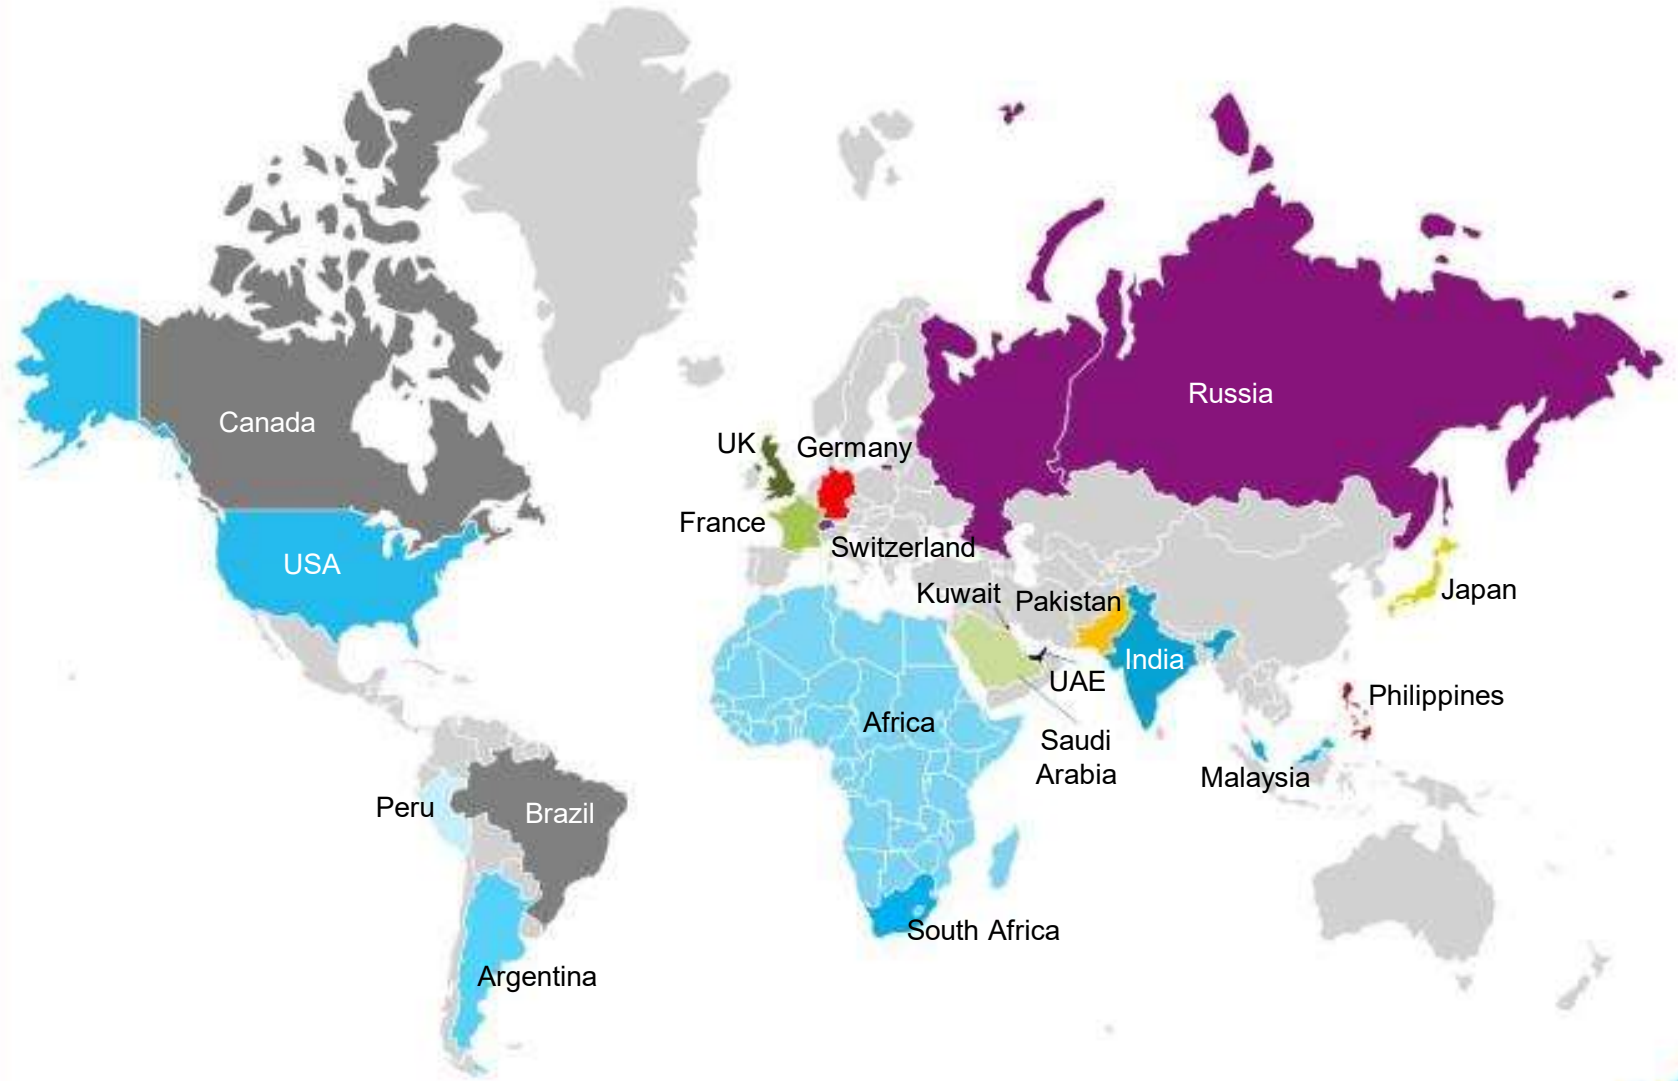 Canada
Russia
UK
Germany
France
Switzerland
USA
Kuwait
Pakistan
Japan
India
UAE
Philippines
Africa
Saudi
Arabia
Malaysia
Peru
Brazil
South Africa
Argentina